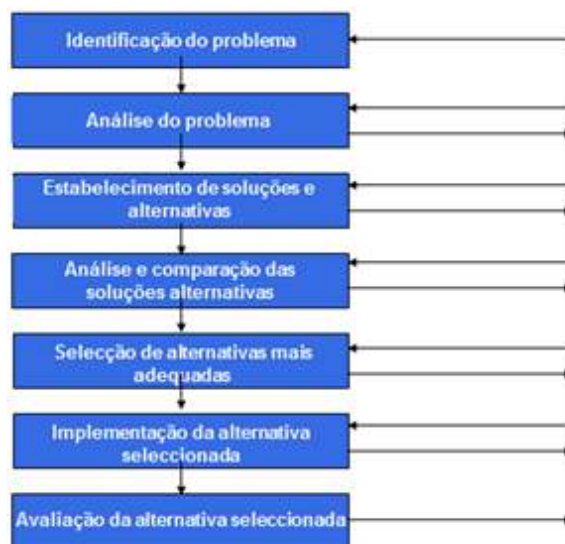 Identificação do problema
Análise do problema
Estabelecimento de soluções e
alternativas
Análise e comparação das
soluções alternativas
Selecção de alternativas mais
adequadas
Implementação da alternativa
seleccionada
Avaliação da alternativa seleccionada